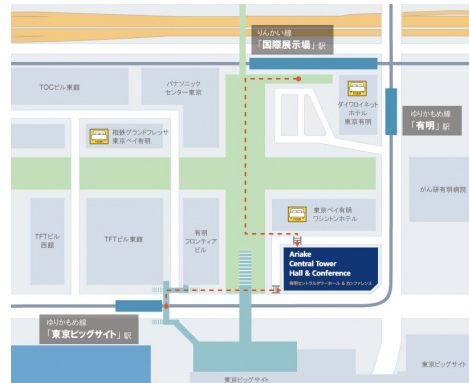 りんかい線
「国際展示場」駅
TOCビル東館
パナソニック
センター東京
ダイワロイネット
ホテル
東京有明
ゆりかもめ線
「有明」駅
相鉄グランドフレッサ
東京ベイ有明
がん研有明病院
東京ベイ有明
ワシントンホテル
TFTビル
西館
TFTビル東館
有明
フロンティア
ビル
Ariake
Central Tower
Hall & Conference
有明セントラルタワーホール & カンファレンス
ゆりかもめ線
「東京ビッグサイト」駅
東京ビッグサイト
東京ビッグサイト